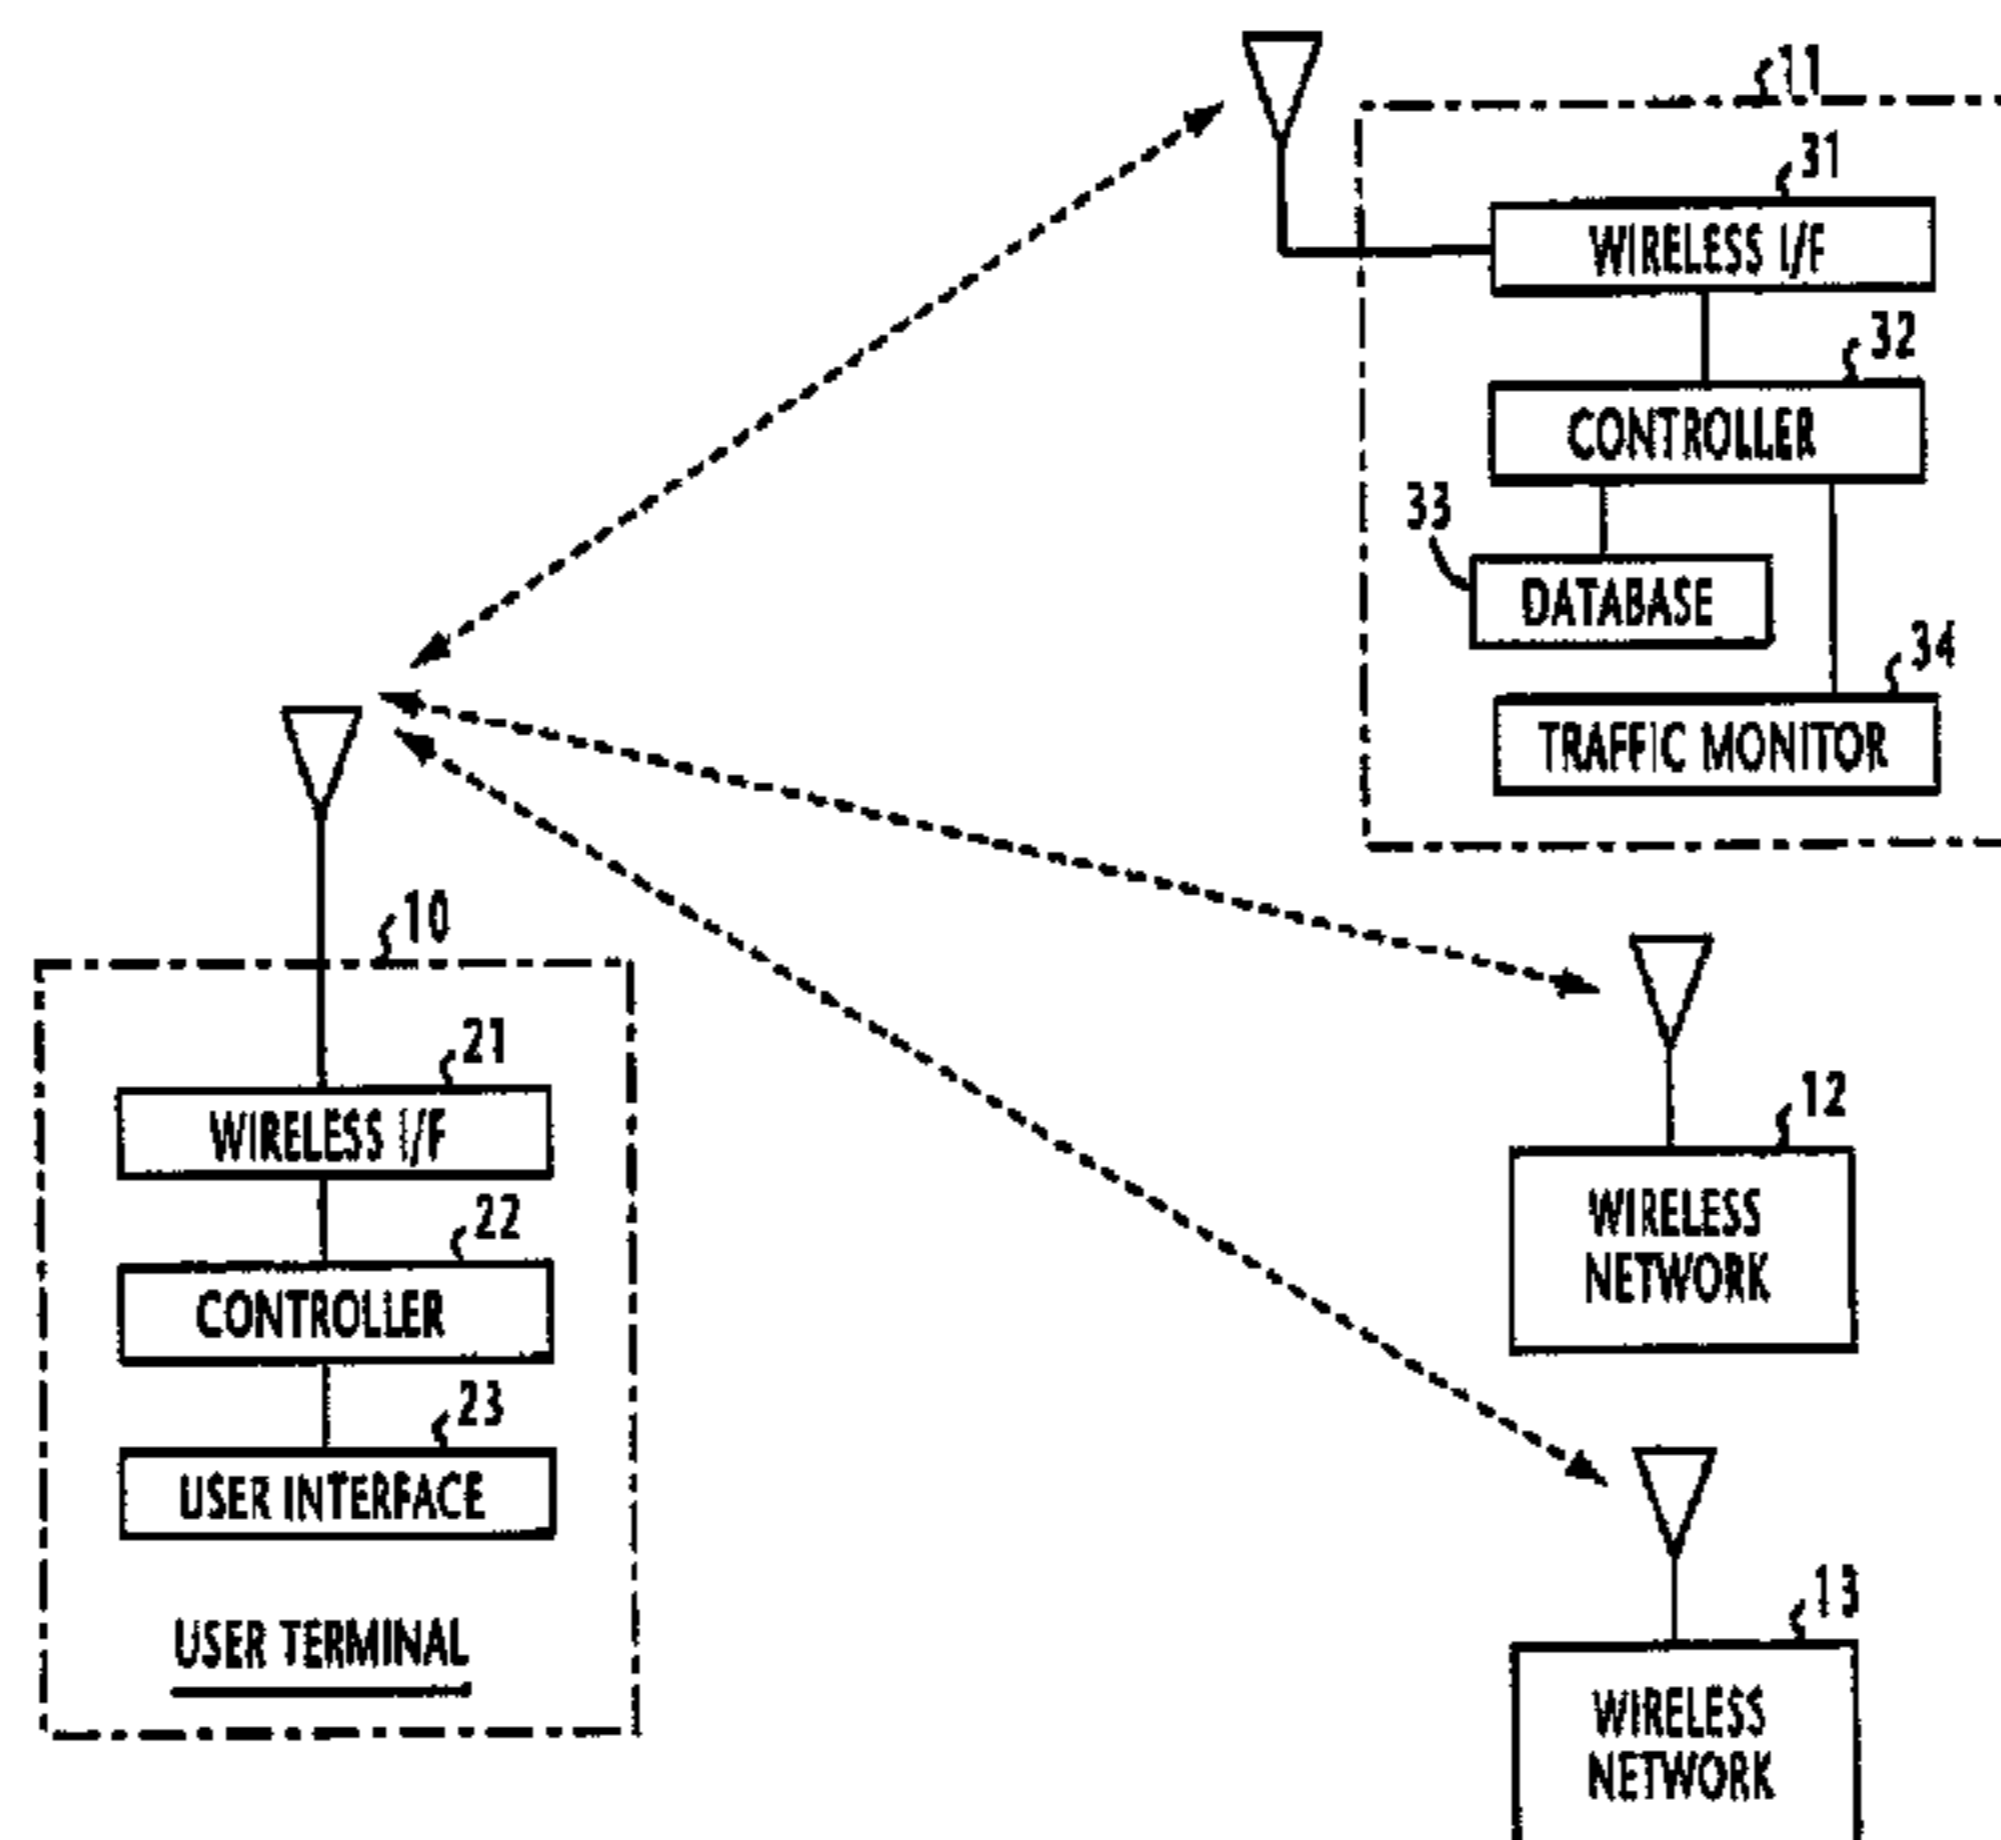 11
31
WIRELESS I/F
32
CONTROLLER
33
DATABASE
34
TRAFFIC MONITOR
10
21
WIRELESS I/F
22
CONTROLLER
23
USER INTERFACE
USER TERMINAL
12
WIRELESS
NETWORK
13
WIRELESS
NETWORK